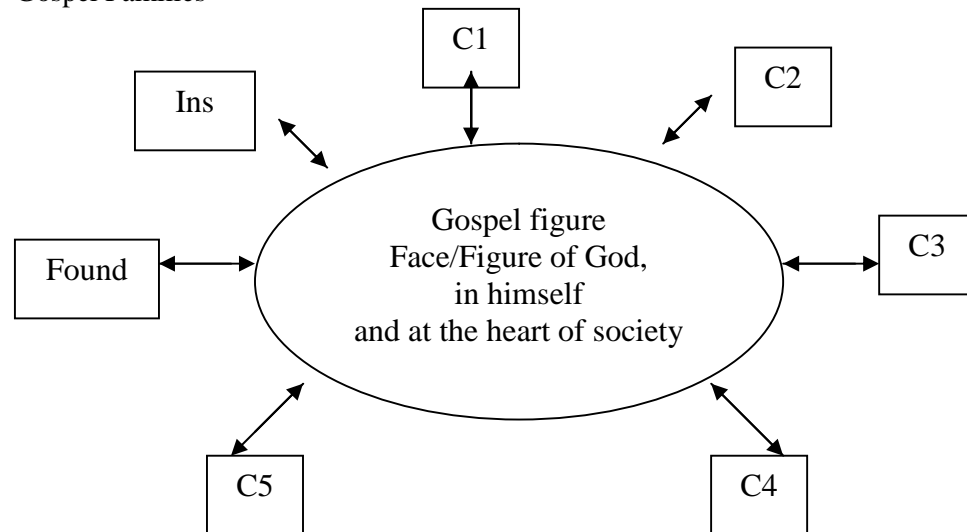 Gospel Families
C1
C2
Ins
Gospel figure
Face/Figure of God,
in himself
and at the heart of society
Found
C3
C5
C4